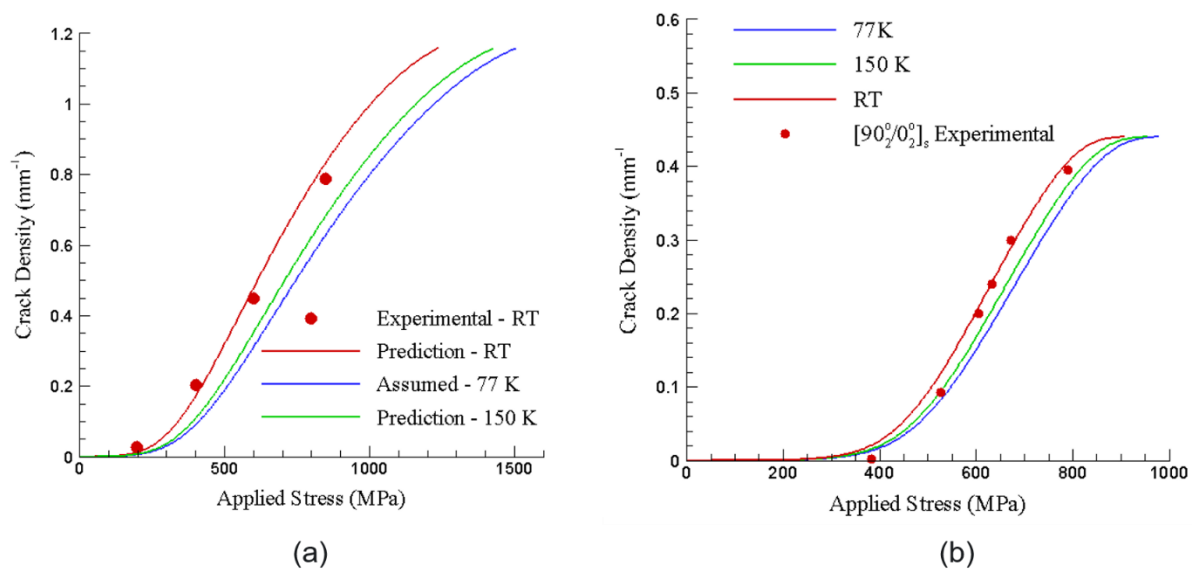 1.2
1
0.8
0.6
0.4
0.2
0
Crack Density (mm⁻¹)
Experimental - RT
Prediction - RT
Assumed - 77 K
Prediction - 150 K
500
1000
1500
Applied Stress (MPa)
(a)
0.6
0.5
0.4
0.3
0.2
0.1
0
Crack Density (mm⁻¹)
77K
150 K
RT
[90°₂/0°₂]ₛ Experimental
0
200
400
600
800
1000
Applied Stress (MPa)
(b)